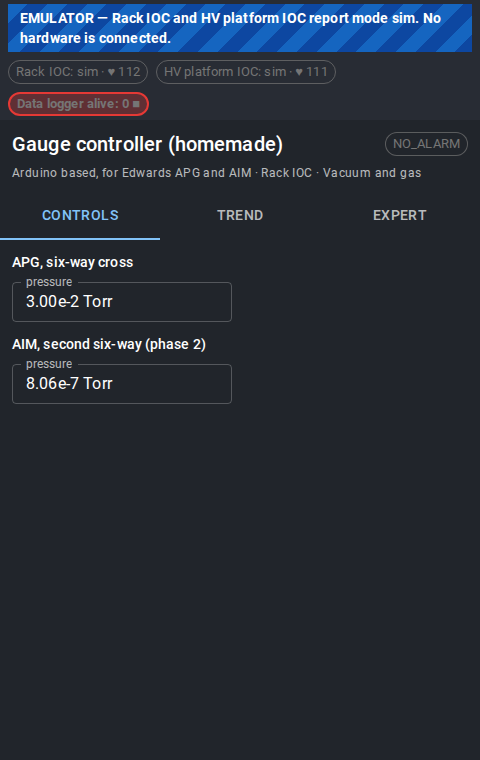 EMULATOR — Rack IOC and HV platform IOC report mode sim. No
hardware is connected.
Rack IOC: sim · ♥ 112
HV platform IOC: sim · ♥ 111
Data logger alive: 0 ■
Gauge controller (homemade)
NO_ALARM
Arduino based, for Edwards APG and AIM · Rack IOC · Vacuum and gas
CONTROLS
TREND
EXPERT
APG, six-way cross
pressure
3.00e-2 Torr
AIM, second six-way (phase 2)
pressure
8.06e-7 Torr